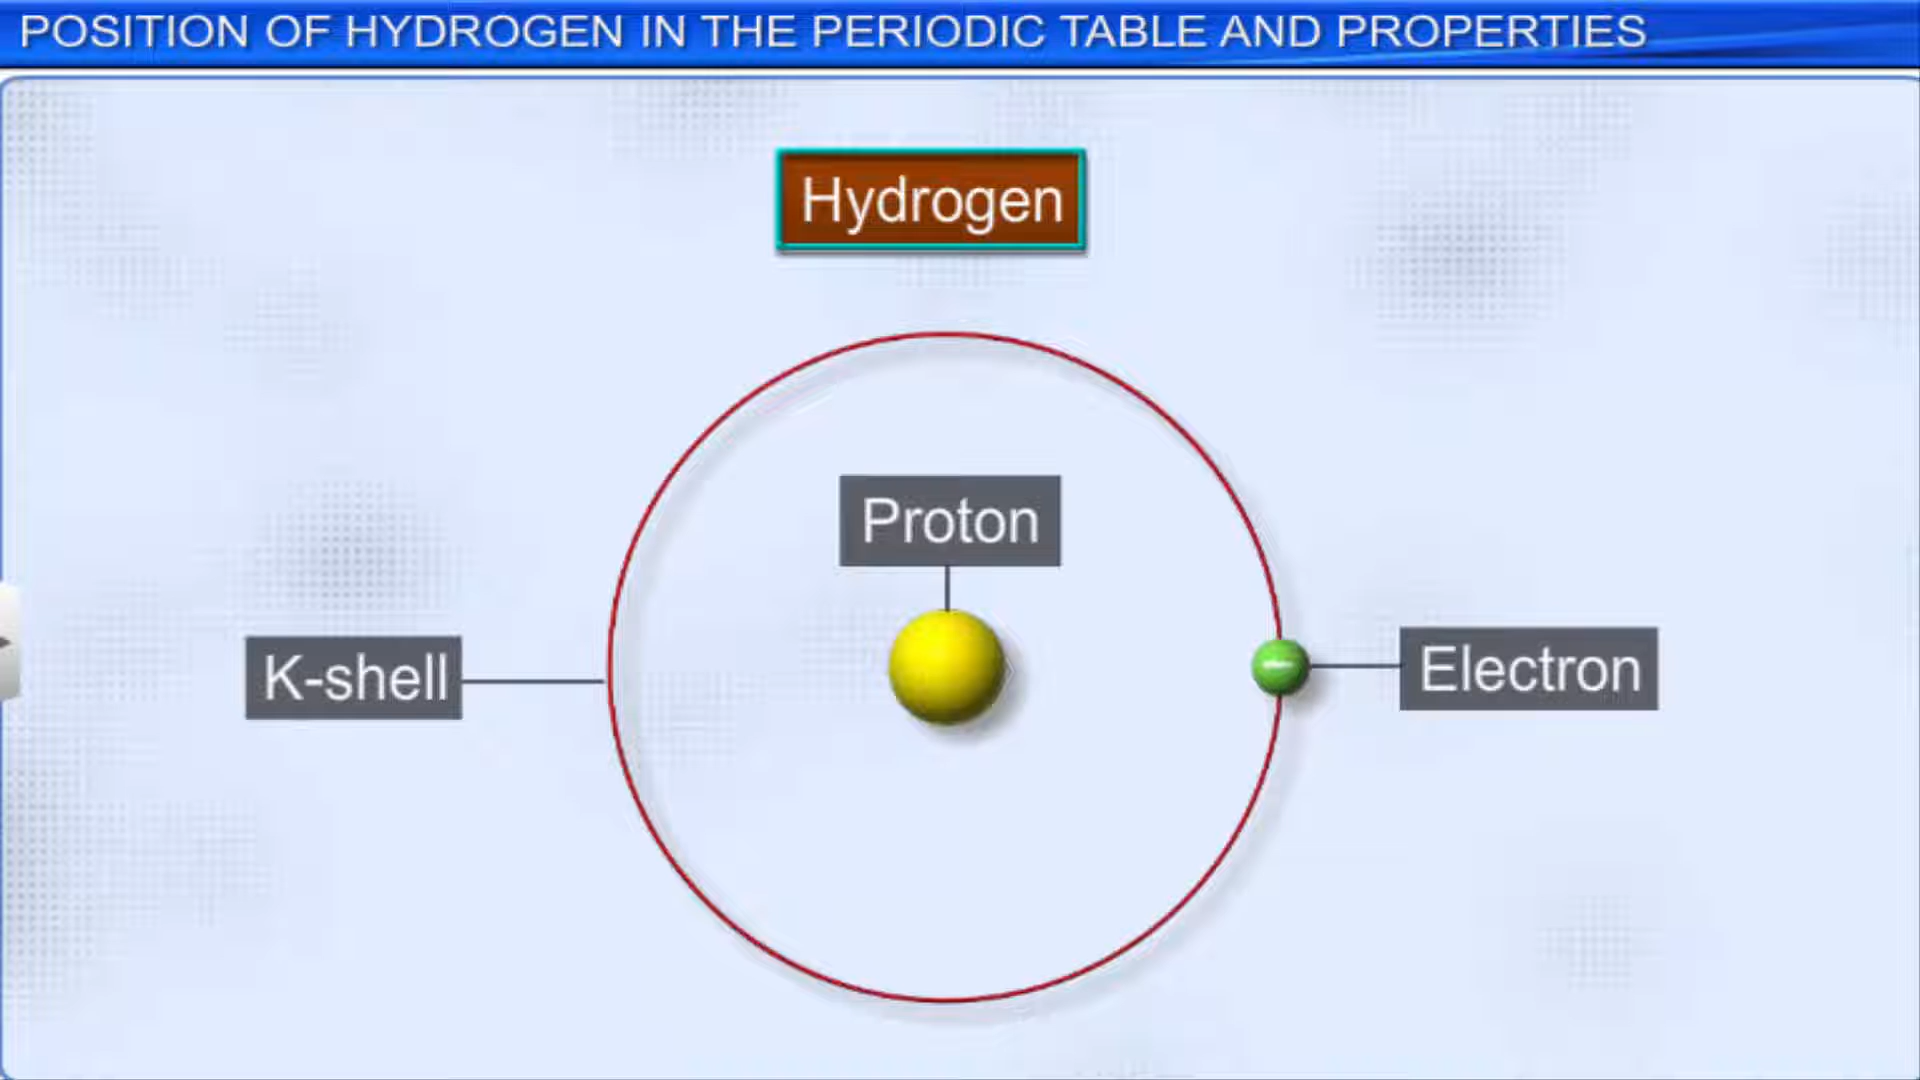 POSITION OF HYDROGEN IN THE PERIODIC TABLE AND PROPERTIES
Hydrogen
Proton
K-shell
Electron